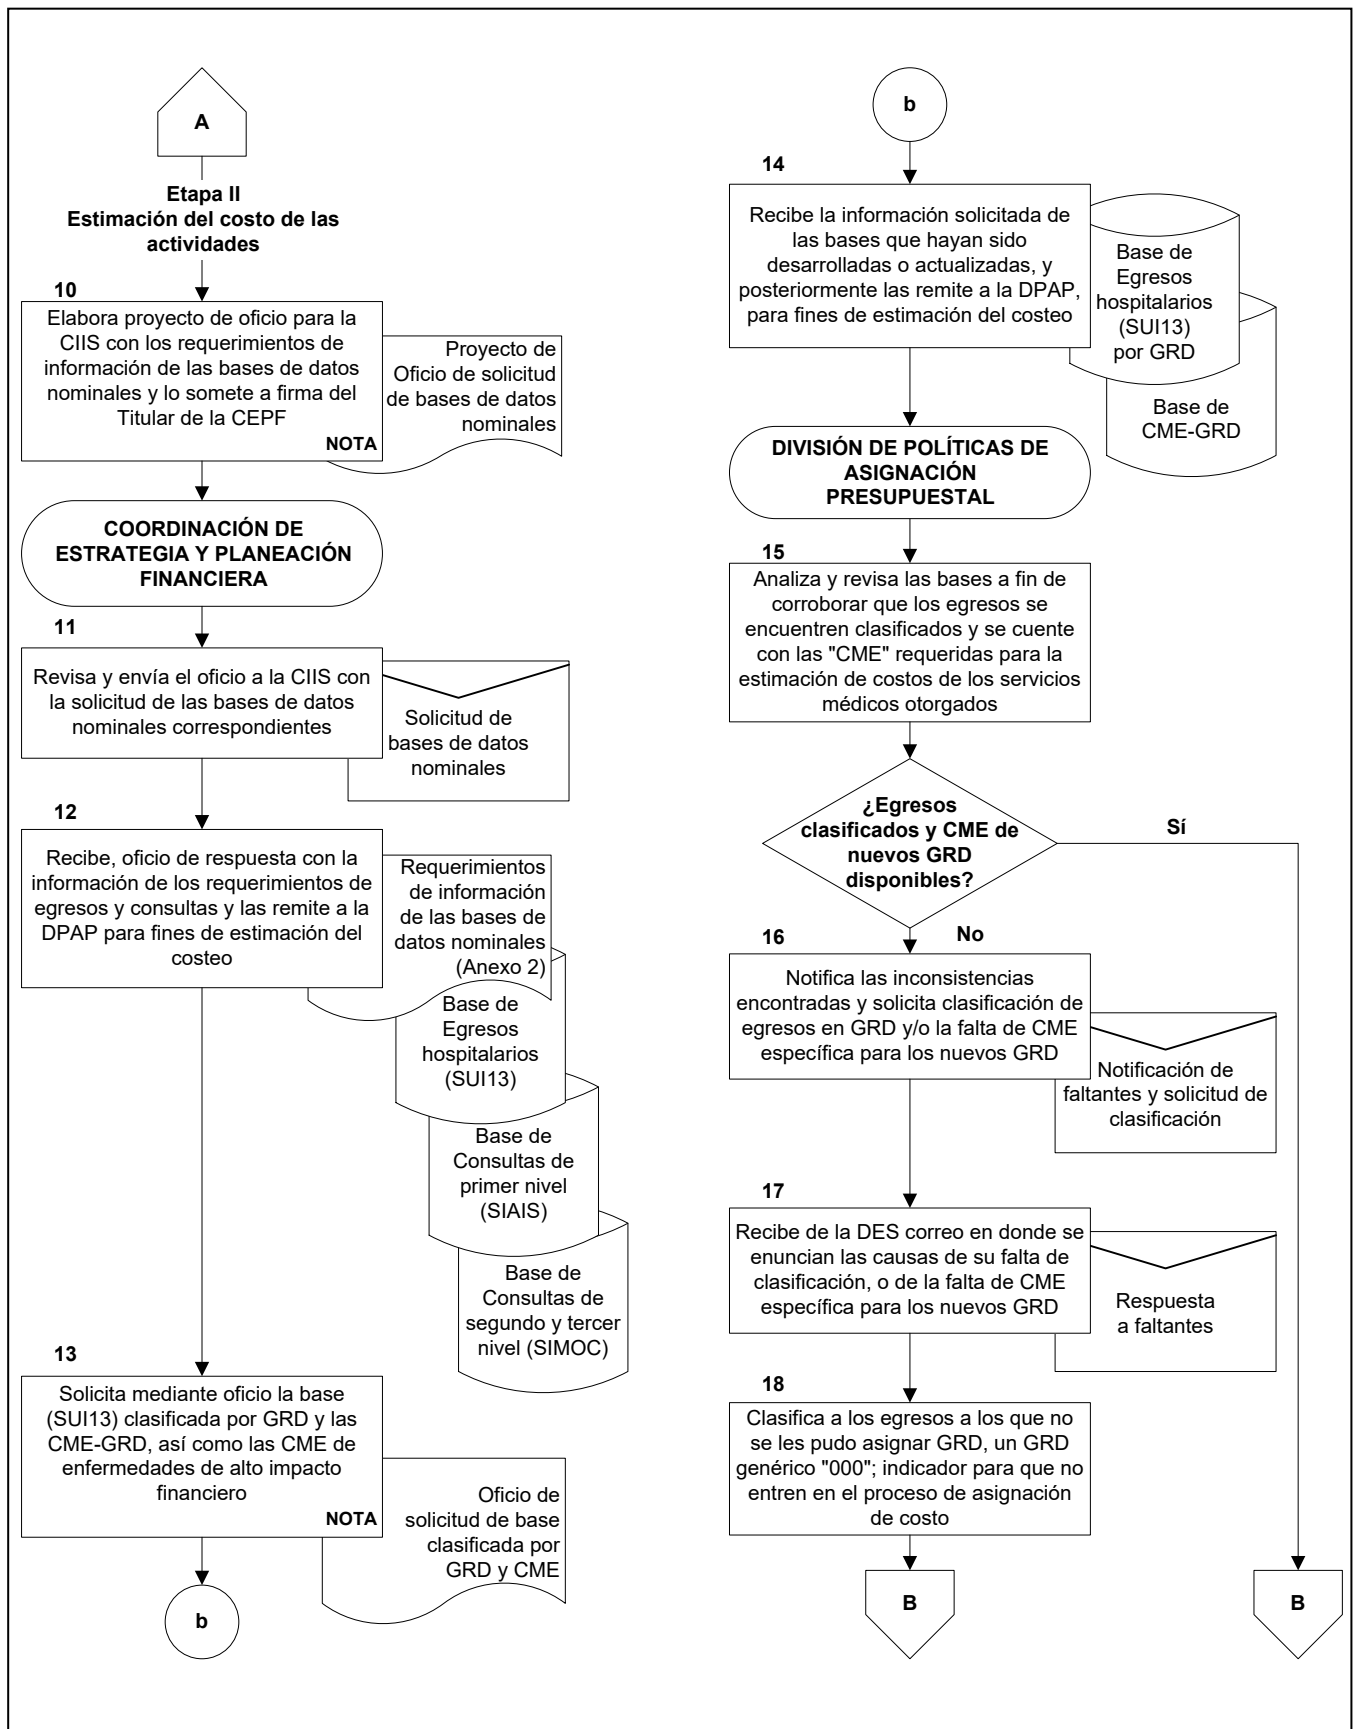 A
Etapa II
Estimación del costo de las
actividades
10
Elabora proyecto de oficio para la
CIIS con los requerimientos de
información de las bases de datos
nominales y lo somete a firma del
Titular de la CEPF
NOTA
Proyecto de
Oficio de solicitud
de bases de datos
nominales
COORDINACIÓN DE
ESTRATEGIA Y PLANEACIÓN
FINANCIERA
11
Revisa y envía el oficio a la CIIS con
la solicitud de las bases de datos
nominales correspondientes
Solicitud de
bases de datos
nominales
12
Recibe, oficio de respuesta con la
información de los requerimientos de
egresos y consultas y las remite a la
DPAP para fines de estimación del
costeo
Requerimientos
de información
de las bases de
datos nominales
(Anexo 2)
Base de
Egresos
hospitalarios
(SUI13)
Base de
Consultas de
primer nivel
(SIAIS)
Base de
Consultas de
segundo y tercer
nivel (SIMOC)
13
Solicita mediante oficio la base
(SUI13) clasificada por GRD y las
CME-GRD, así como las CME de
enfermedades de alto impacto
financiero
NOTA
Oficio de
solicitud de base
clasificada por
GRD y CME
b
b
14
Recibe la información solicitada de
las bases que hayan sido
desarrolladas o actualizadas, y
posteriormente las remite a la DPAP,
para fines de estimación del costeo
Base de
Egresos
hospitalarios
(SUI13)
por GRD
Base de
CME-GRD
DIVISIÓN DE POLÍTICAS DE
ASIGNACIÓN
PRESUPUESTAL
15
Analiza y revisa las bases a fin de
corroborar que los egresos se
encuentren clasificados y se cuente
con las "CME" requeridas para la
estimación de costos de los servicios
médicos otorgados
¿Egresos
clasificados y CME de
nuevos GRD
disponibles?
Sí
No
16
Notifica las inconsistencias
encontradas y solicita clasificación de
egresos en GRD y/o la falta de CME
específica para los nuevos GRD
Notificación de
faltantes y solicitud de
clasificación
17
Recibe de la DES correo en donde se
enuncian las causas de su falta de
clasificación, o de la falta de CME
específica para los nuevos GRD
Respuesta
a faltantes
18
Clasifica a los egresos a los que no
se les pudo asignar GRD, un GRD
genérico "000"; indicador para que no
entren en el proceso de asignación
de costo
B
B